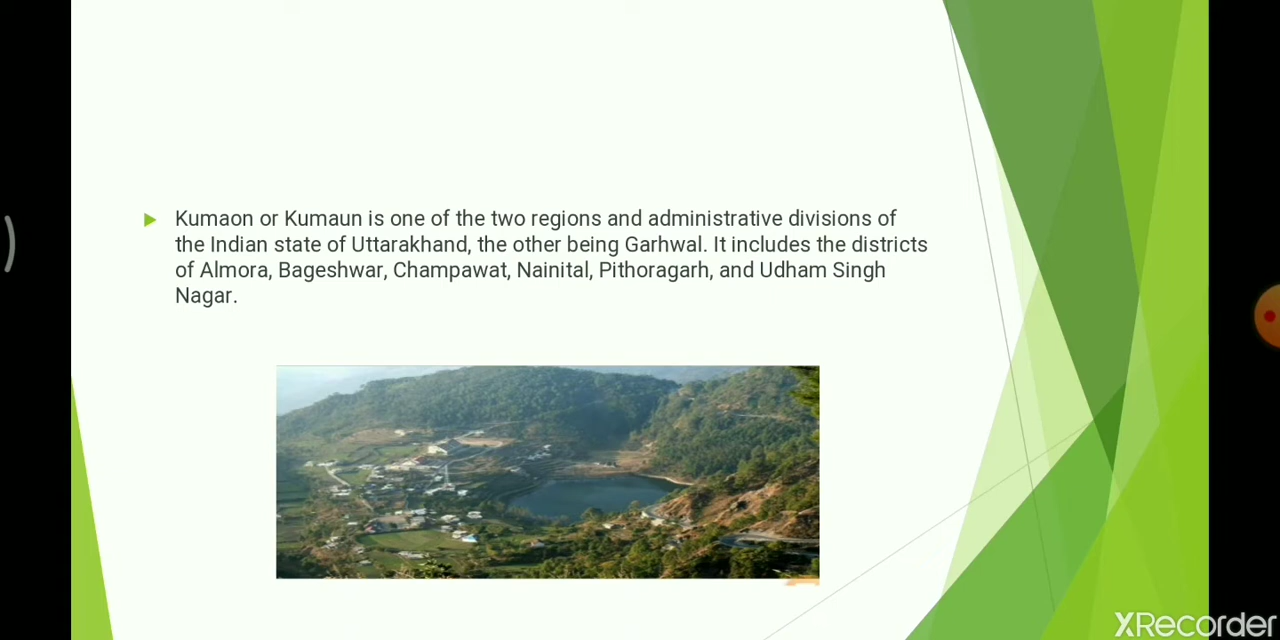 Kumaon or Kumaun is one of the two regions and administrative divisions of
the Indian state of Uttarakhand, the other being Garhwal. It includes the districts
of Almora, Bageshwar, Champawat, Nainital, Pithoragarh, and Udham Singh
Nagar.
XRecorder